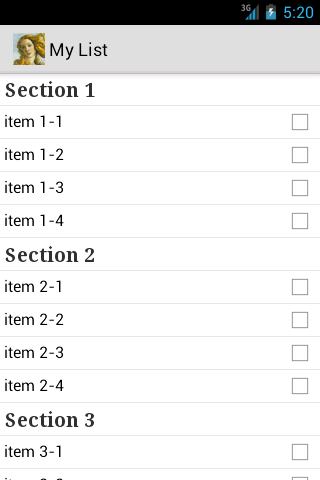 3G 5:20
My List
Section 1
item 1-1
item 1-2
item 1-3
item 1-4
Section 2
item 2-1
item 2-2
item 2-3
item 2-4
Section 3
item 3-1